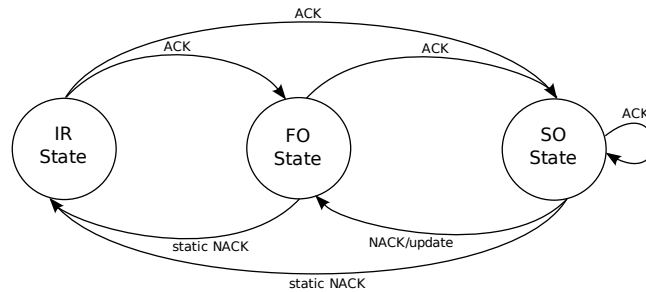 ACK
ACK
ACK
ACK
IR
State
FO
State
SO
State
static NACK
NACK/update
static NACK